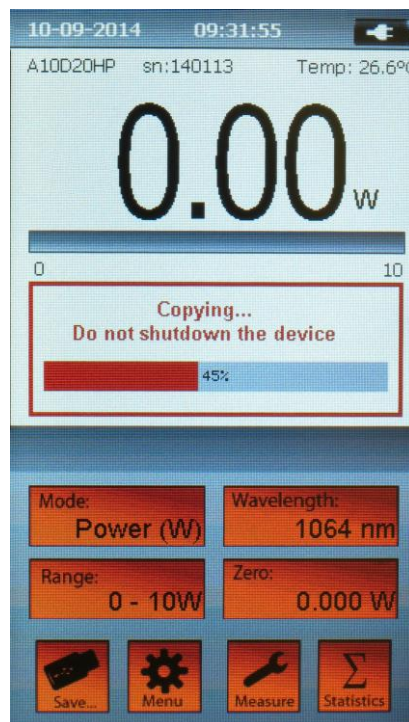 10-09-2014 09:31:55
A10D20HP sn:140113 Temp: 26.6º
0.00 W
0 10
Copying...
Do not shutdown the device
45%
Mode: Wavelength:
Power (W) 1064 nm
Range: Zero:
0 - 10W 0.000 W
Save... Menu Measure Statistics